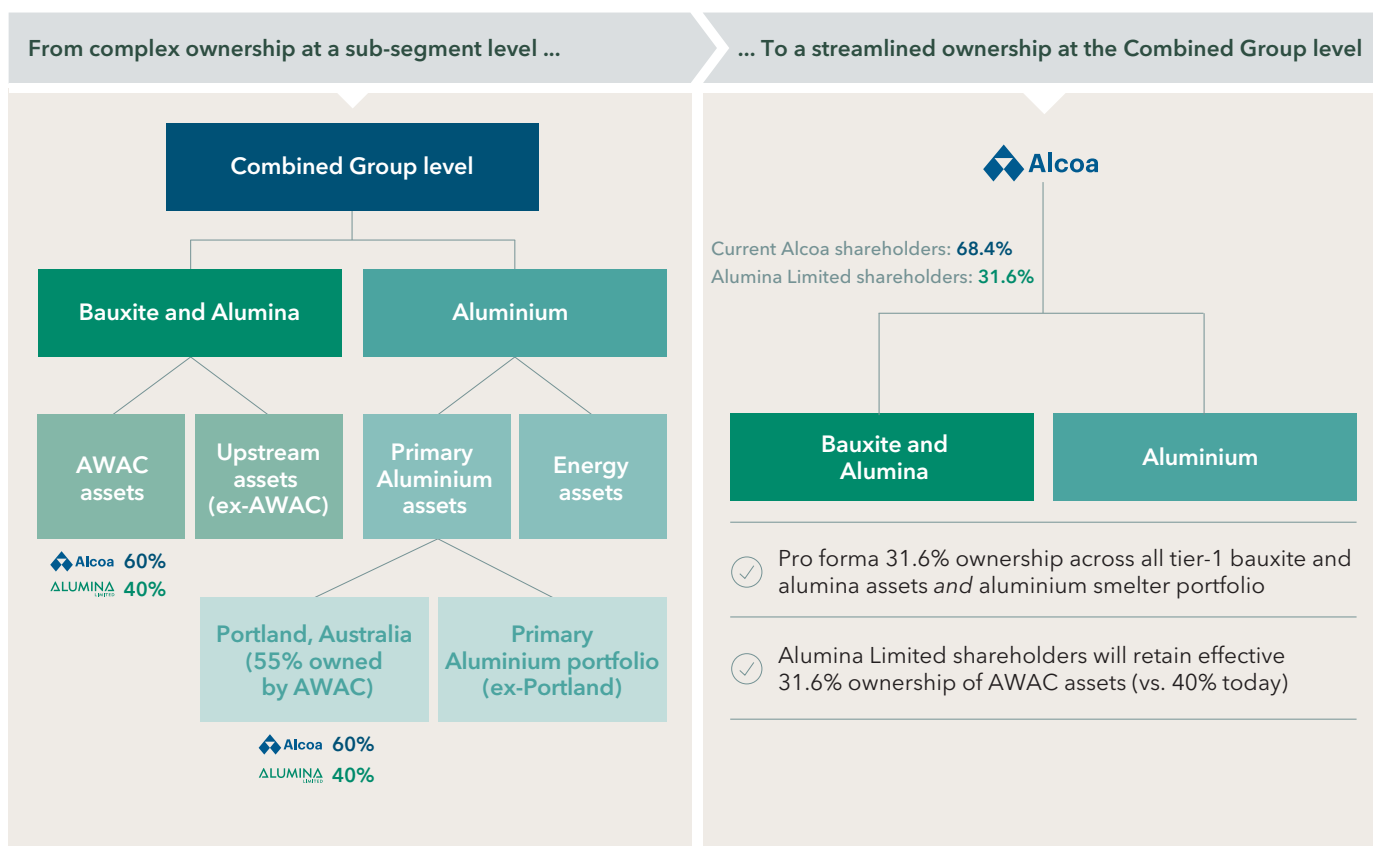 From complex ownership at a sub-segment level ...
Combined Group level
Bauxite and Alumina
Aluminium
AWAC
assets
Upstream
assets
(ex-AWAC)
Primary
Aluminium
assets
Energy
assets
Alcoa 60%
ALUMINA LIMITED 40%
Portland, Australia
(55% owned
by AWAC)
Primary
Aluminium portfolio
(ex-Portland)
Alcoa 60%
ALUMINA LIMITED 40%
... To a streamlined ownership at the Combined Group level
Alcoa
Current Alcoa shareholders: 68.4%
Alumina Limited shareholders: 31.6%
Bauxite and
Alumina
Aluminium
Pro forma 31.6% ownership across all tier-1 bauxite and
alumina assets and aluminium smelter portfolio
Alumina Limited shareholders will retain effective
31.6% ownership of AWAC assets (vs. 40% today)